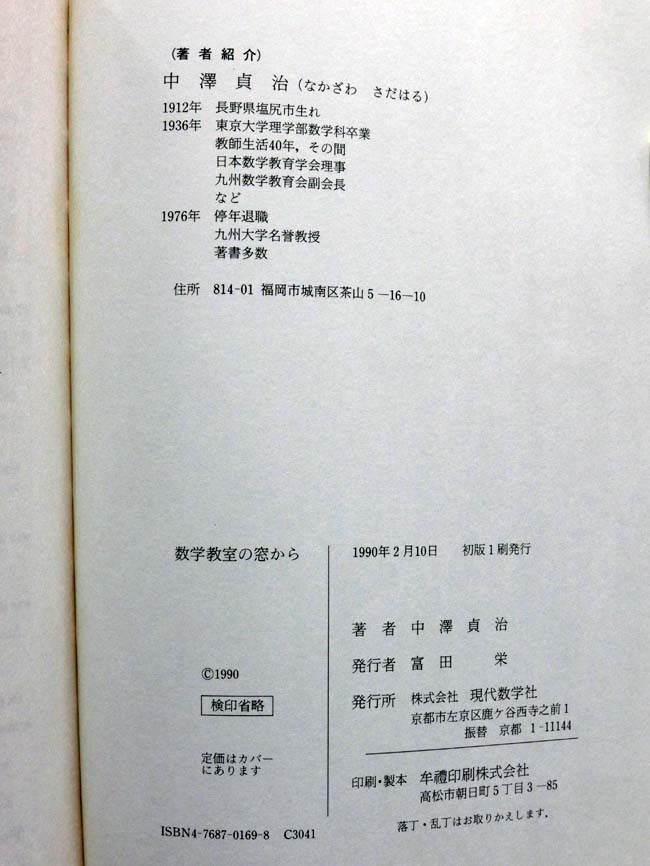 (著者紹介)
中澤貞治(なかざわ　さだはる)
1912年　長野県塩尻市生れ
1936年　東京大学理学部数学科卒業
教師生活40年，その間
日本数学教育学会理事
九州数学教育会副会長
など
1976年　停年退職
九州大学名誉教授
著書多数
住所　814-01　福岡市城南区茶山5―16―10
数学教室の窓から
©1990
検印省略
定価はカバー
にあります
ISBN4-7687-0169-8　C3041
1990年2月10日　初版1刷発行
著者　中澤貞治
発行者　富田　栄
発行所　株式会社　現代数学社
京都市左京区鹿ケ谷西寺之前1
振替　京都　1-11144
印刷・製本　牟禮印刷株式会社
高松市朝日町5丁目3―85
落丁・乱丁はお取りかえします．